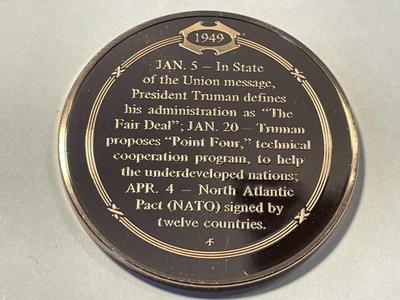 1949
JAN. 5 – In State
of the Union message,
President Truman defines
his administration as “The
Fair Deal”; JAN. 20 – Truman
proposes “Point Four,” technical
cooperation program, to help
the underdeveloped nations;
APR. 4 – North Atlantic
Pact (NATO) signed by
twelve countries.